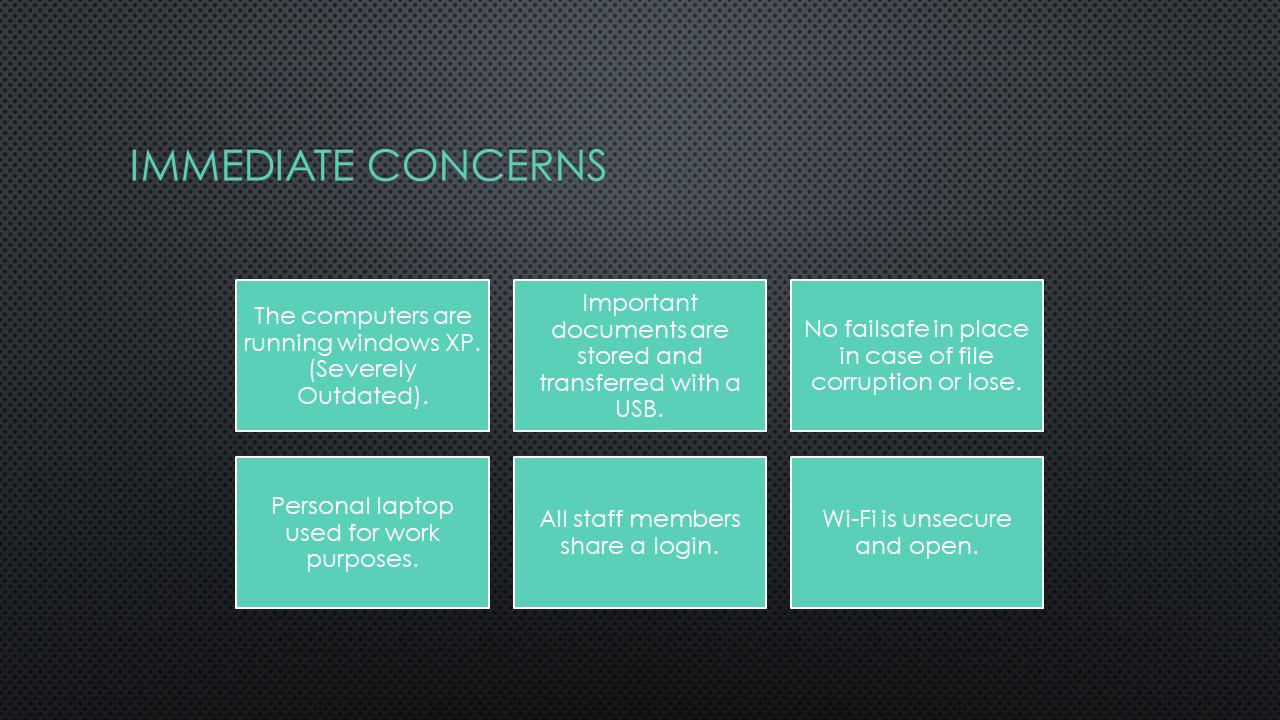 IMMEDIATE CONCERNS
The computers are
running windows XP.
(Severely
Outdated).
Important
documents are
stored and
transferred with a
USB.
No failsafe in place
in case of file
corruption or lose.
Personal laptop
used for work
purposes.
All staff members
share a login.
Wi-Fi is unsecure
and open.